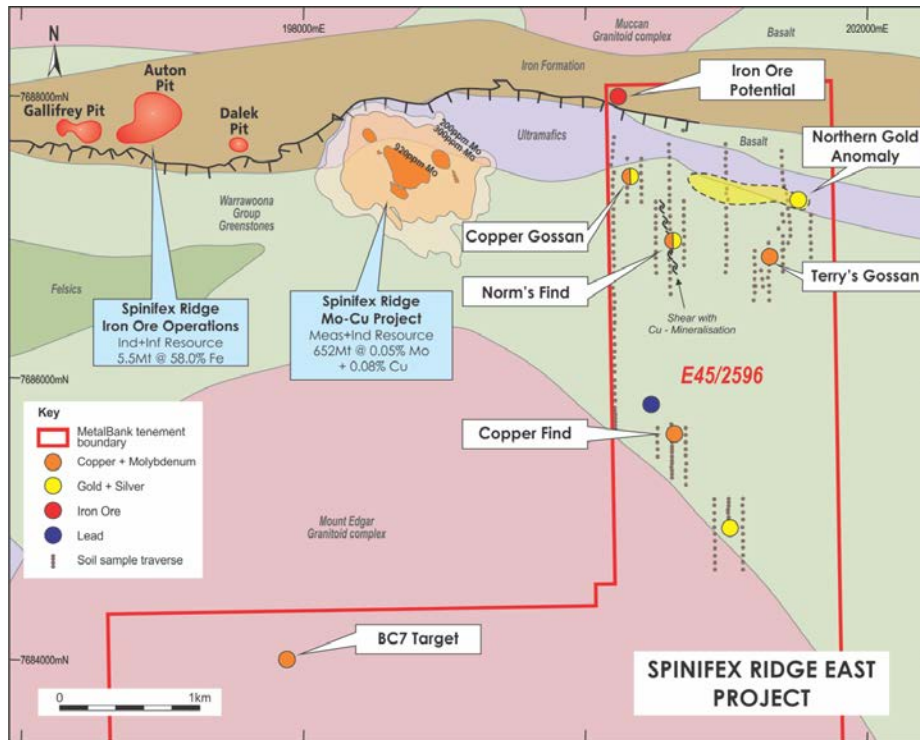 198000mE
202000mE
Muccan
Granitoid complex
Basalt
N
Iron Formation
Iron Ore
Potential
Auton
Pit
7688000mN
Gallifrey Pit
Dalek
Pit
200ppm Mo
300ppm Mo
920ppm Mo
Ultramafics
Basalt
Northern Gold
Anomaly
Warrawoona
Group
Greenstones
Copper Gossan
Norm's Find
Terry's Gossan
Felsics
Spinifex Ridge
Iron Ore Operations
Ind+Inf Resource
5.5Mt @ 58.0% Fe
Spinifex Ridge
Mo-Cu Project
Meas+Ind Resource
652Mt @ 0.05% Mo
+ 0.08% Cu
Shear with
Cu - Mineralisation
7686000mN
E45/2596
Key
MetalBank tenement
boundary
Copper + Molybdenum
Gold + Silver
Iron Ore
Lead
Soil sample traverse
Copper Find
Mount Edgar
Granitoid complex
BC7 Target
7684000mN
0
1km
SPINIFEX RIDGE EAST
PROJECT